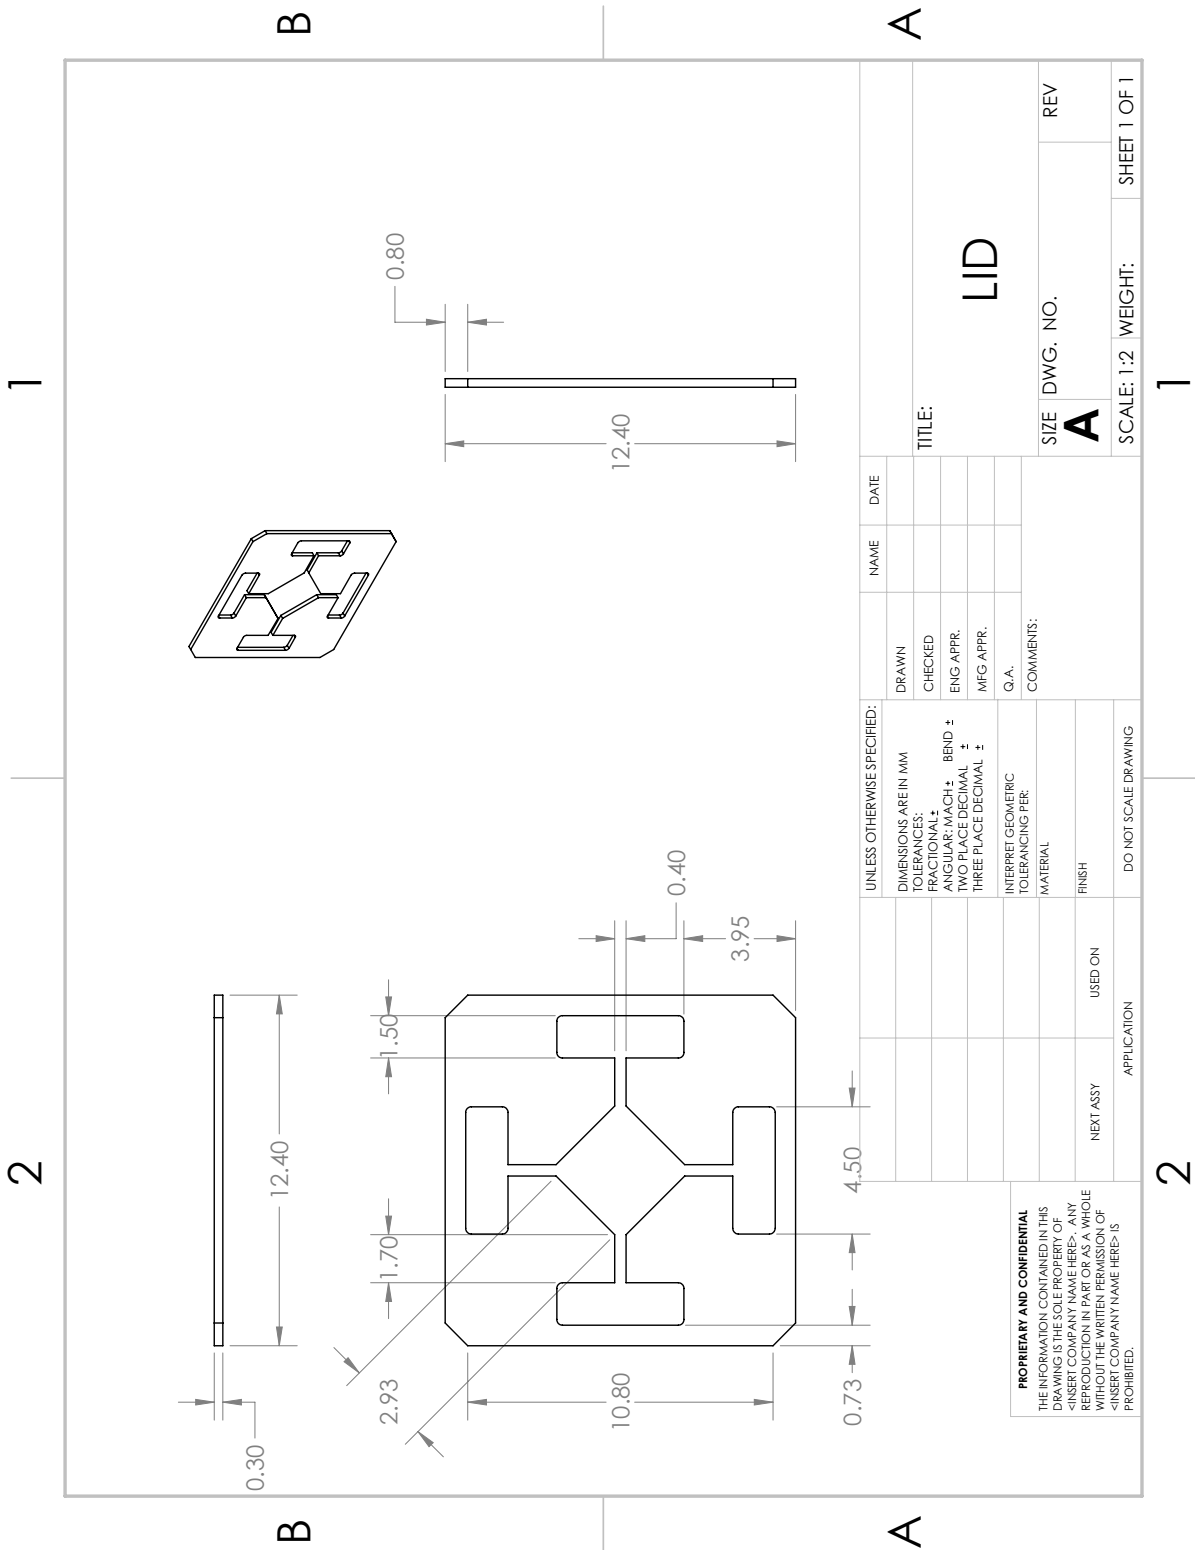 2
1
B
B
A
A
2
1
0.30
12.40
0.80
12.40
2.93
1.70
1.50
10.80
0.40
3.95
0.73
4.50
PROPRIETARY AND CONFIDENTIAL
THE INFORMATION CONTAINED IN THIS
DRAWING IS THE SOLE PROPERTY OF
<INSERT COMPANY NAME HERE>. ANY
REPRODUCTION IN PART OR AS A WHOLE
WITHOUT THE WRITTEN PERMISSION OF
<INSERT COMPANY NAME HERE> IS
PROHIBITED.
NEXT ASSY
USED ON
APPLICATION
UNLESS OTHERWISE SPECIFIED:
DIMENSIONS ARE IN MM
TOLERANCES:
FRACTIONAL ±
ANGULAR: MACH ± BEND ±
TWO PLACE DECIMAL ±
THREE PLACE DECIMAL ±
INTERPRET GEOMETRIC
TOLERANCING PER:
MATERIAL
FINISH
DO NOT SCALE DRAWING
NAME
DATE
DRAWN
CHECKED
ENG APPR.
MFG APPR.
Q.A.
COMMENTS:
TITLE:
LID
SIZE
A
DWG. NO.
REV
SCALE: 1:2
WEIGHT:
SHEET 1 OF 1